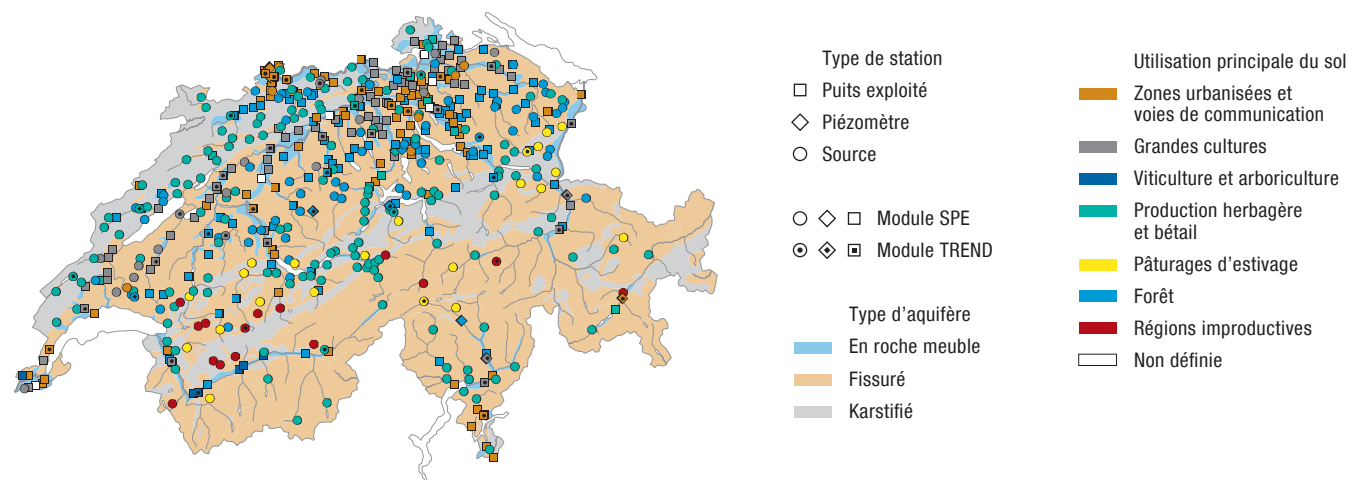 Type de station
Puits exploité
Piézomètre
Source
Module SPE
Module TREND
Type d'aquifère
En roche meuble
Fissuré
Karstifié
Utilisation principale du sol
Zones urbanisées et
voies de communication
Grandes cultures
Viticulture et arboriculture
Production herbagère
et bétail
Pâturages d'estivage
Forêt
Régions improductives
Non définie